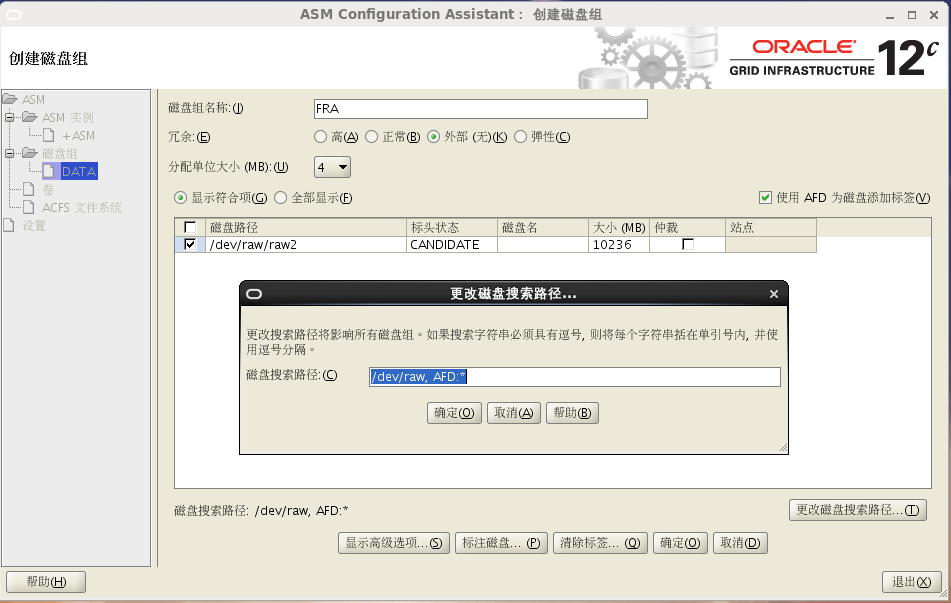 ASM Configuration Assistant： 创建磁盘组
创建磁盘组
ORACLE
GRID INFRASTRUCTURE 12c
ASM
ASM 实例
+ASM
磁盘组
DATA
卷
ACFS 文件系统
设置
磁盘组名称:(J) FRA
冗余:(E) 高(A) 正常(B) 外部 (无)(K) 弹性(C)
分配单位大小 (MB):(U) 4
显示符合项(G) 全部显示(F) 使用 AFD 为磁盘添加标签(V)
磁盘路径 标头状态 磁盘名 大小 (MB) 仲裁 站点
/dev/raw/raw2 CANDIDATE 10236
更改磁盘搜索路径...
更改搜索路径将影响所有磁盘组。如果搜索字符串必须具有逗号, 则将每个字符串括在单引号内, 并使
用逗号分隔。
磁盘搜索路径:(C) /dev/raw, AFD:*
确定(O) 取消(A) 帮助(B)
磁盘搜索路径: /dev/raw, AFD:* 更改磁盘搜索路径...(T)
显示高级选项...(S) 标注磁盘... (P) 清除标签... (Q) 确定(O) 取消(D)
帮助(H) 退出(X)